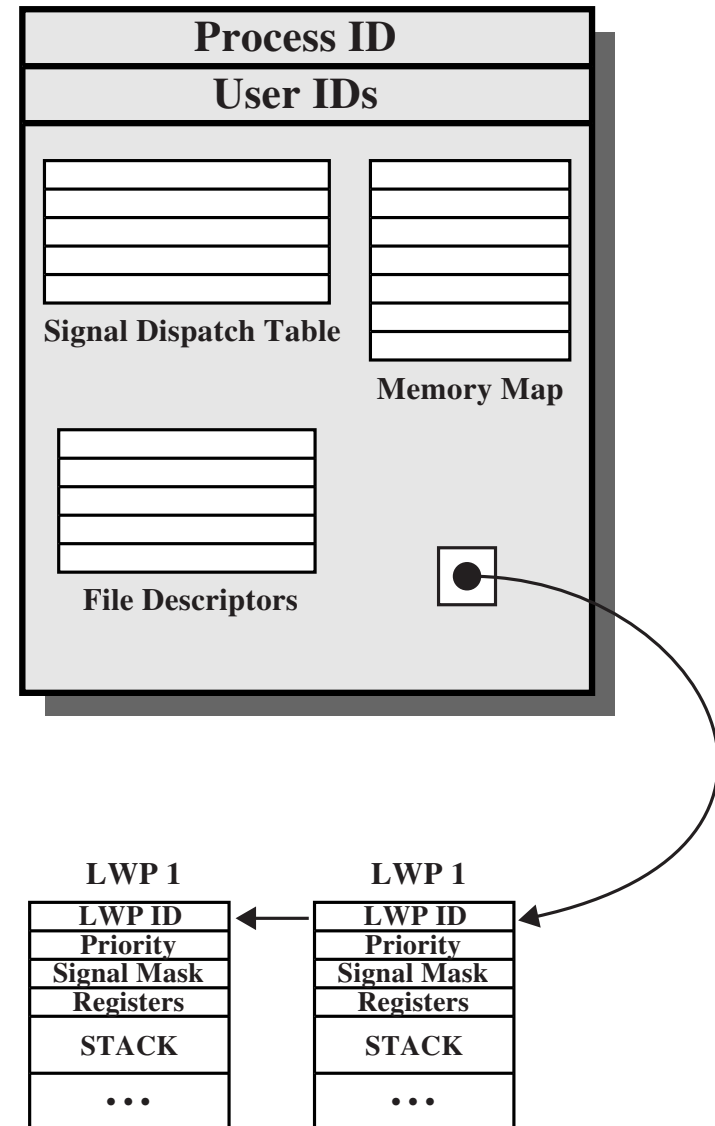 Process ID
User IDs
Signal Dispatch Table
Memory Map
File Descriptors
LWP 1
LWP ID
Priority
Signal Mask
Registers
STACK
•••
LWP 1
LWP ID
Priority
Signal Mask
Registers
STACK
•••